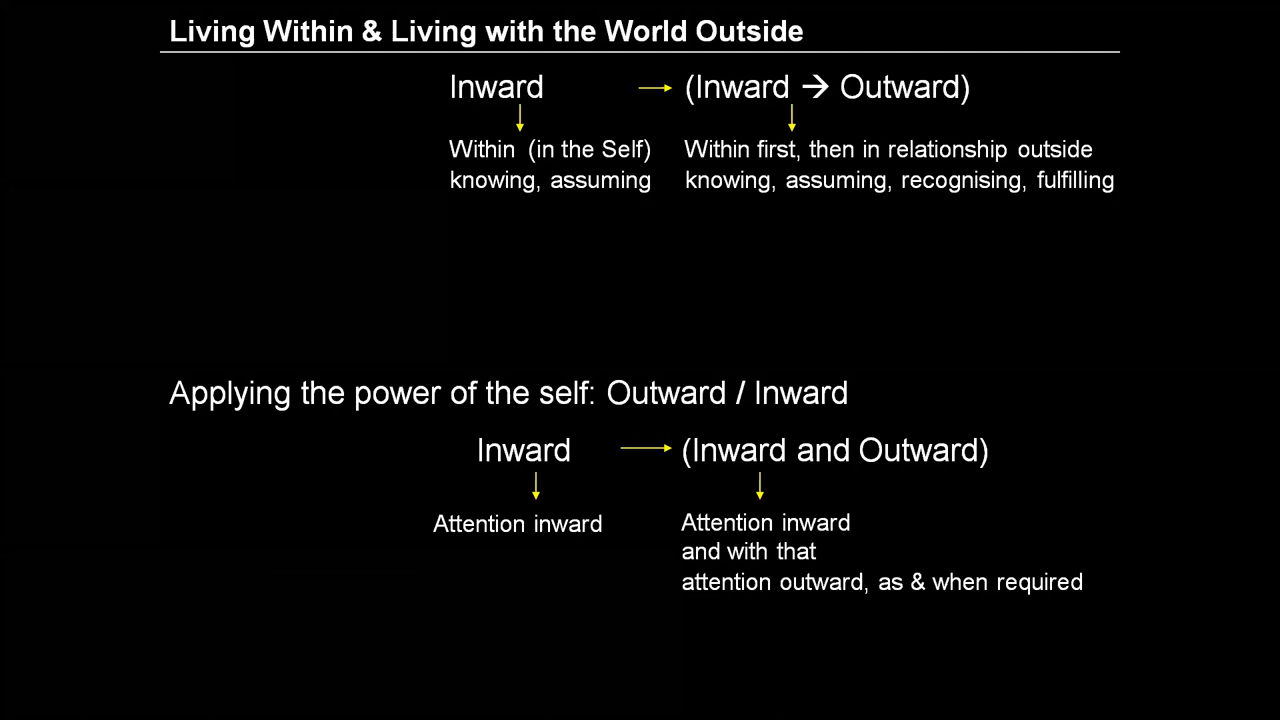 Living Within & Living with the World Outside
Inward → (Inward → Outward)
Within (in the Self) Within first, then in relationship outside
knowing, assuming knowing, assuming, recognising, fulfilling
Applying the power of the self: Outward / Inward
Inward → (Inward and Outward)
Attention inward Attention inward
and with that
attention outward, as & when required